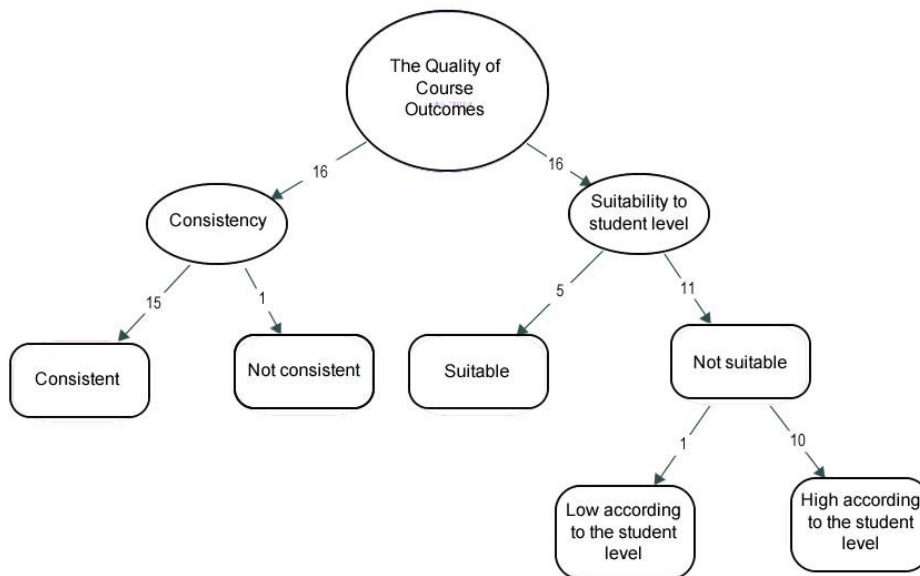 The Quality of
Course
Outcomes
16
16
Consistency
Suitability to
student level
15
1
5
11
Consistent
Not consistent
Suitable
Not suitable
1
10
Low according
to the student
level
High according
to the student
level